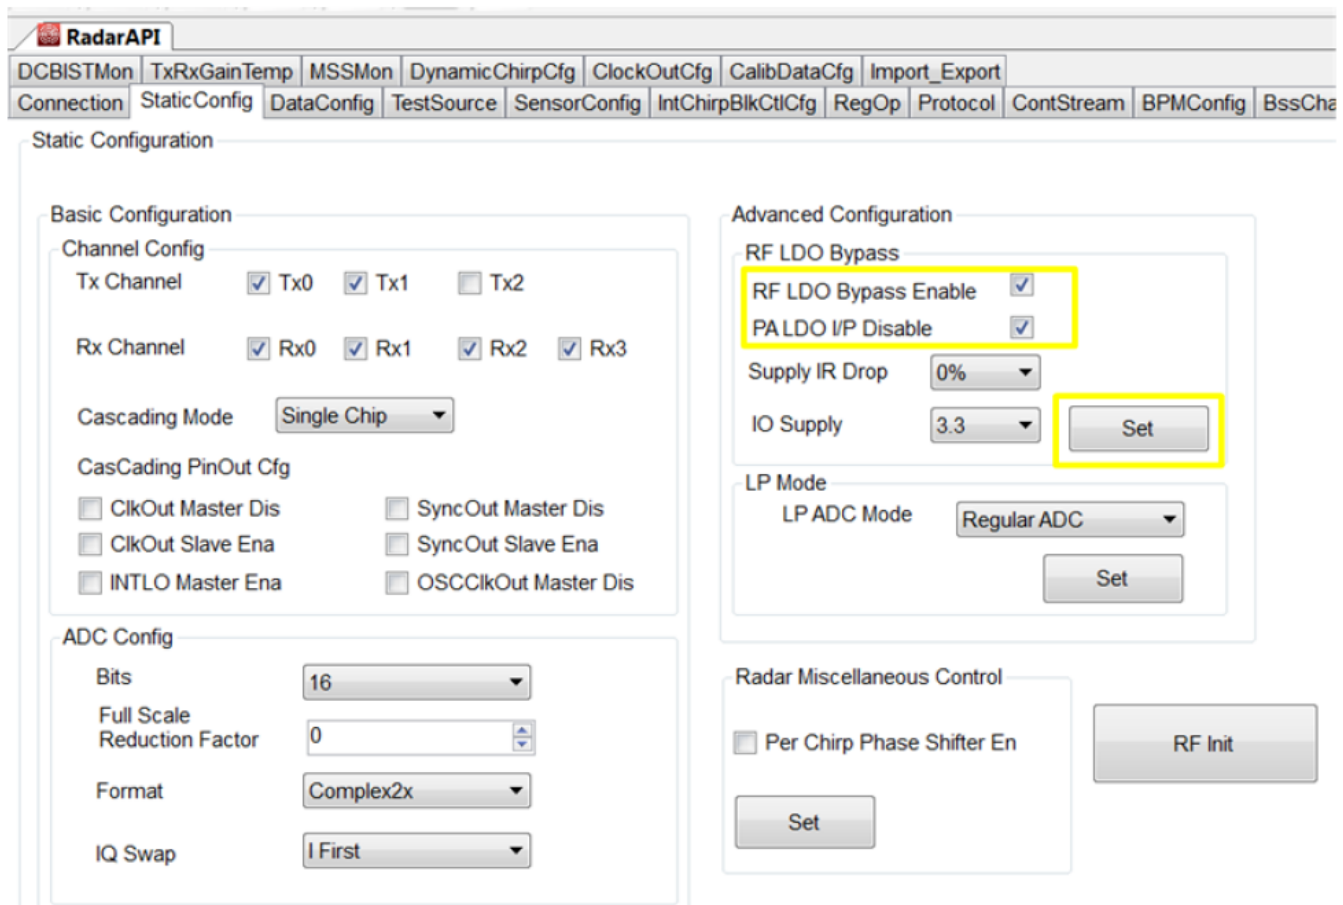 RadarAPI
DCBISTMon TxRxGainTemp MSSMon DynamicChirpCfg ClockOutCfg CalibDataCfg Import_Export
Connection StaticConfig DataConfig TestSource SensorConfig IntChirpBlkCtlCfg RegOp Protocol ContStream BPMConfig BssCha
Static Configuration
Basic Configuration
Channel Config
Tx Channel Tx0 Tx1 Tx2
Rx Channel Rx0 Rx1 Rx2 Rx3
Cascading Mode Single Chip
CasCading PinOut Cfg
ClkOut Master Dis SyncOut Master Dis
ClkOut Slave Ena SyncOut Slave Ena
INTLO Master Ena OSCClkOut Master Dis
ADC Config
Bits 16
Full Scale
Reduction Factor 0
Format Complex2x
IQ Swap I First
Advanced Configuration
RF LDO Bypass
RF LDO Bypass Enable
PA LDO I/P Disable
Supply IR Drop 0%
IO Supply 3.3 Set
LP Mode
LP ADC Mode Regular ADC
Set
Radar Miscellaneous Control
Per Chirp Phase Shifter En
Set
RF Init